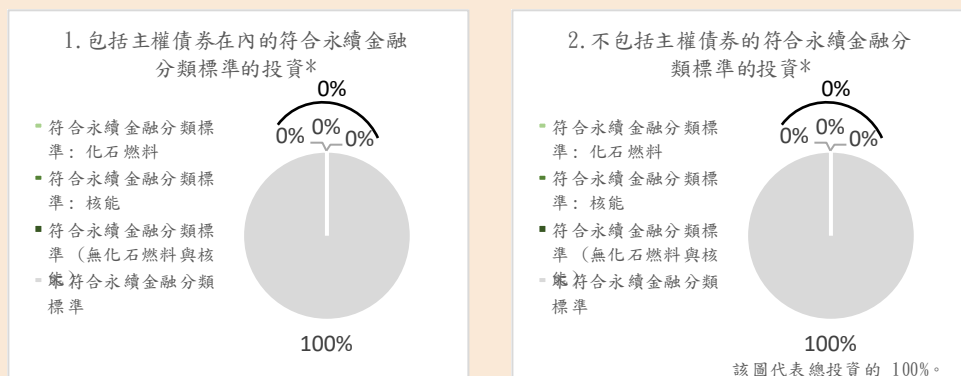 1.包括主權債券在內的符合永續金融
分類標準的投資*
0%
0%
0%
0%
符合永續金融分類標
準: 化石燃料
符合永續金融分類標
準: 核能
符合永續金融分類標
準 (無化石燃料與核
能)
未符合永續金融分類
標準
100%
2.不包括主權債券的符合永續金融分
類標準的投資*
0%
0%
0%
0%
符合永續金融分類標
準: 化石燃料
符合永續金融分類標
準: 核能
符合永續金融分類標
準 (無化石燃料與核
能)
未符合永續金融分類
標準
100%
該圖代表總投資的 100%。